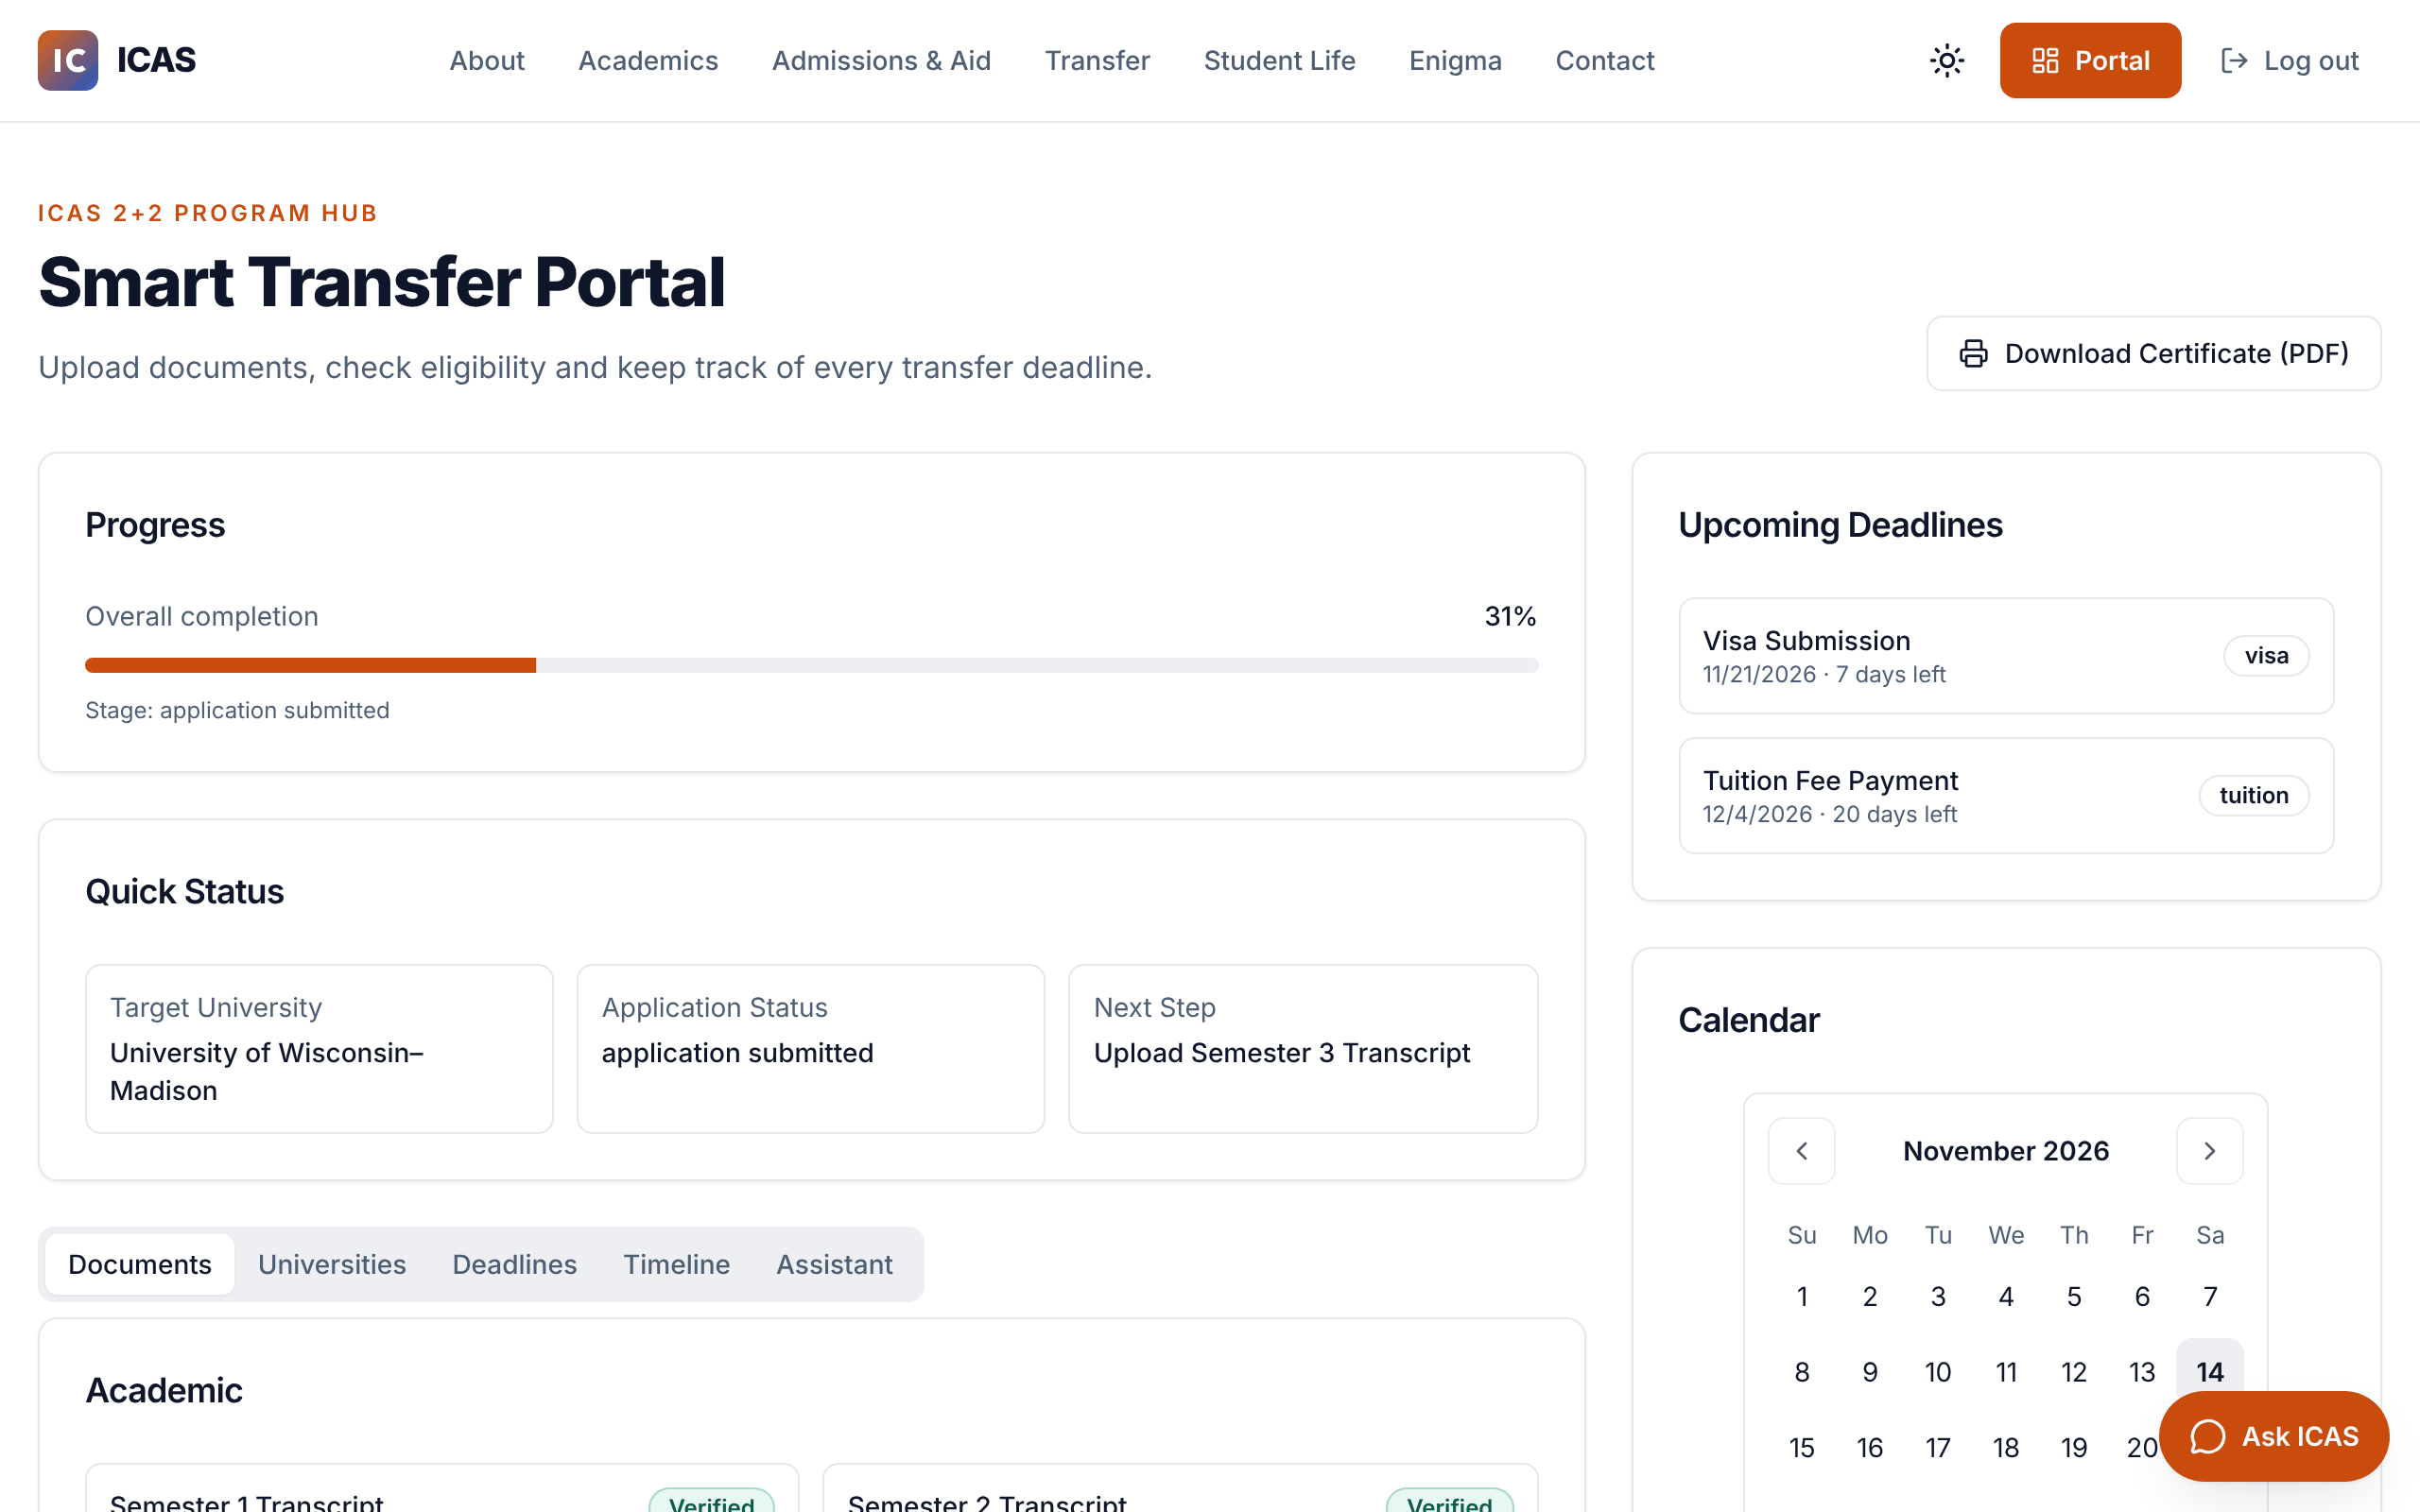 IC ICAS
About Academics Admissions & Aid Transfer Student Life Enigma Contact
Portal
Log out
ICAS 2+2 PROGRAM HUB
Smart Transfer Portal
Upload documents, check eligibility and keep track of every transfer deadline.
Download Certificate (PDF)
Progress
Overall completion 31%
Stage: application submitted
Quick Status
Target University
University of Wisconsin–
Madison
Application Status
application submitted
Next Step
Upload Semester 3 Transcript
Documents Universities Deadlines Timeline Assistant
Academic
Semester 1 Transcript Verified
Semester 2 Transcript Verified
Upcoming Deadlines
Visa Submission
11/21/2026 · 7 days left
visa
Tuition Fee Payment
12/4/2026 · 20 days left
tuition
Calendar
November 2026
Su Mo Tu We Th Fr Sa
1 2 3 4 5 6 7
8 9 10 11 12 13 14
15 16 17 18 19 20
Ask ICAS